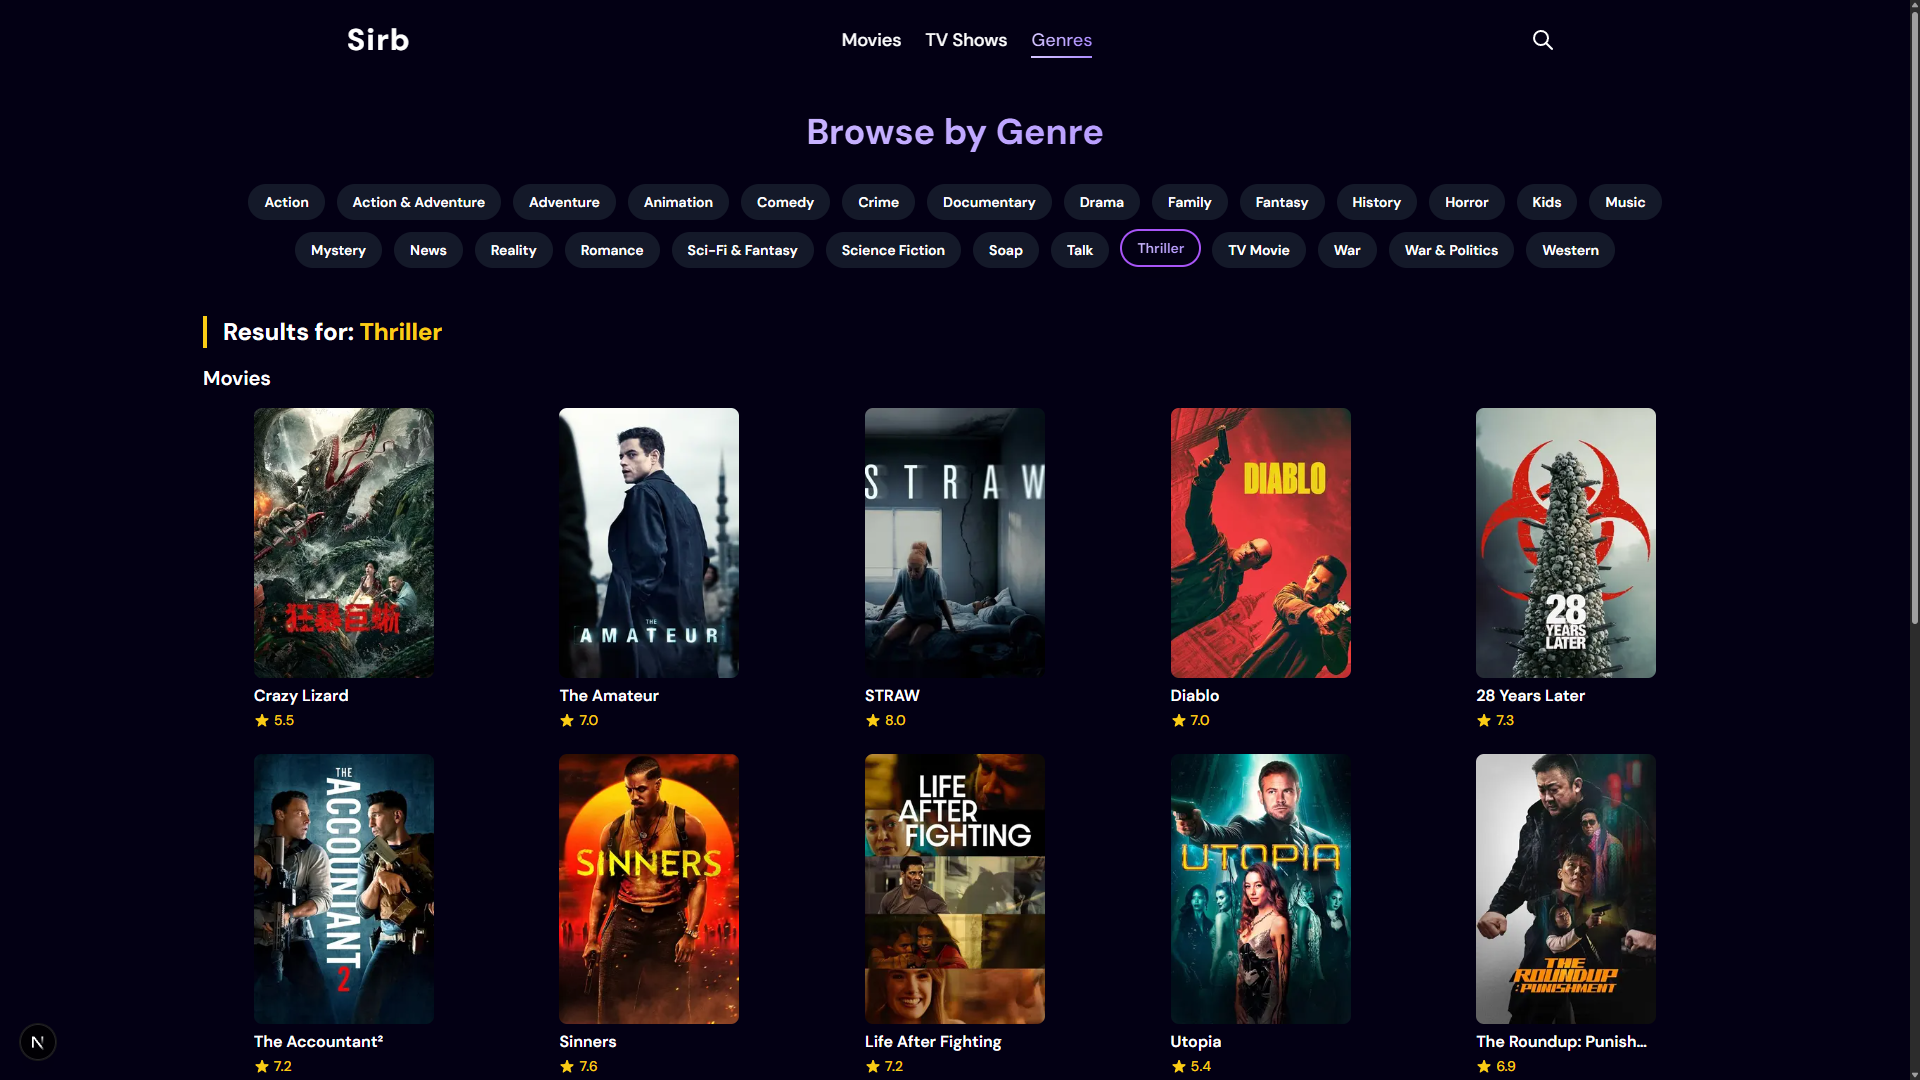 Sirb
Movies TV Shows Genres
Browse by Genre
Action Action & Adventure Adventure Animation Comedy Crime Documentary Drama Family Fantasy History Horror Kids Music
Mystery News Reality Romance Sci-Fi & Fantasy Science Fiction Soap Talk Thriller TV Movie War War & Politics Western
Results for: Thriller
Movies
狂暴巨蜥
THE
AMATEUR
STRAW
DIABLO
28
YEARS
LATER
Crazy Lizard
The Amateur
STRAW
Diablo
28 Years Later
5.5
7.0
8.0
7.0
7.3
THE
ACCOUNTANT
2
SINNERS
LIFE
AFTER
FIGHTING
UTOPIA
THE
ROUNDUP
:PUNISHMENT
The Accountant²
Sinners
Life After Fighting
Utopia
The Roundup: Punish...
7.2
7.6
7.2
5.4
6.9
N